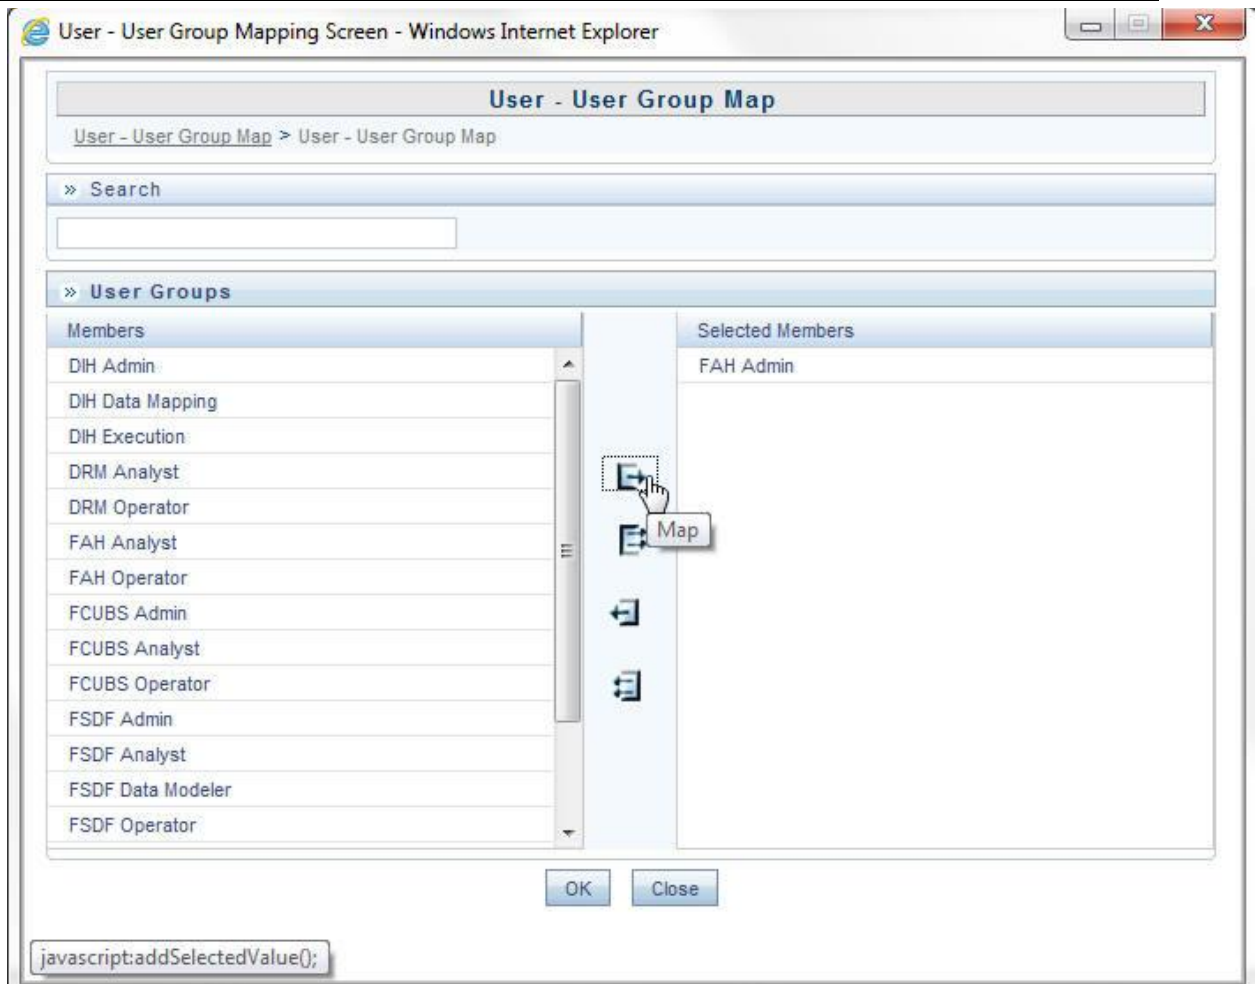 User - User Group Mapping Screen - Windows Internet Explorer
User - User Group Map
User - User Group Map > User - User Group Map
» Search
» User Groups
Members
Selected Members
DIH Admin
FAH Admin
DIH Data Mapping
DIH Execution
DRM Analyst
DRM Operator
Map
FAH Analyst
FAH Operator
FCUBS Admin
FCUBS Analyst
FCUBS Operator
FSDF Admin
FSDF Analyst
FSDF Data Modeler
FSDF Operator
OK
Close
javascript:addSelectedValue();